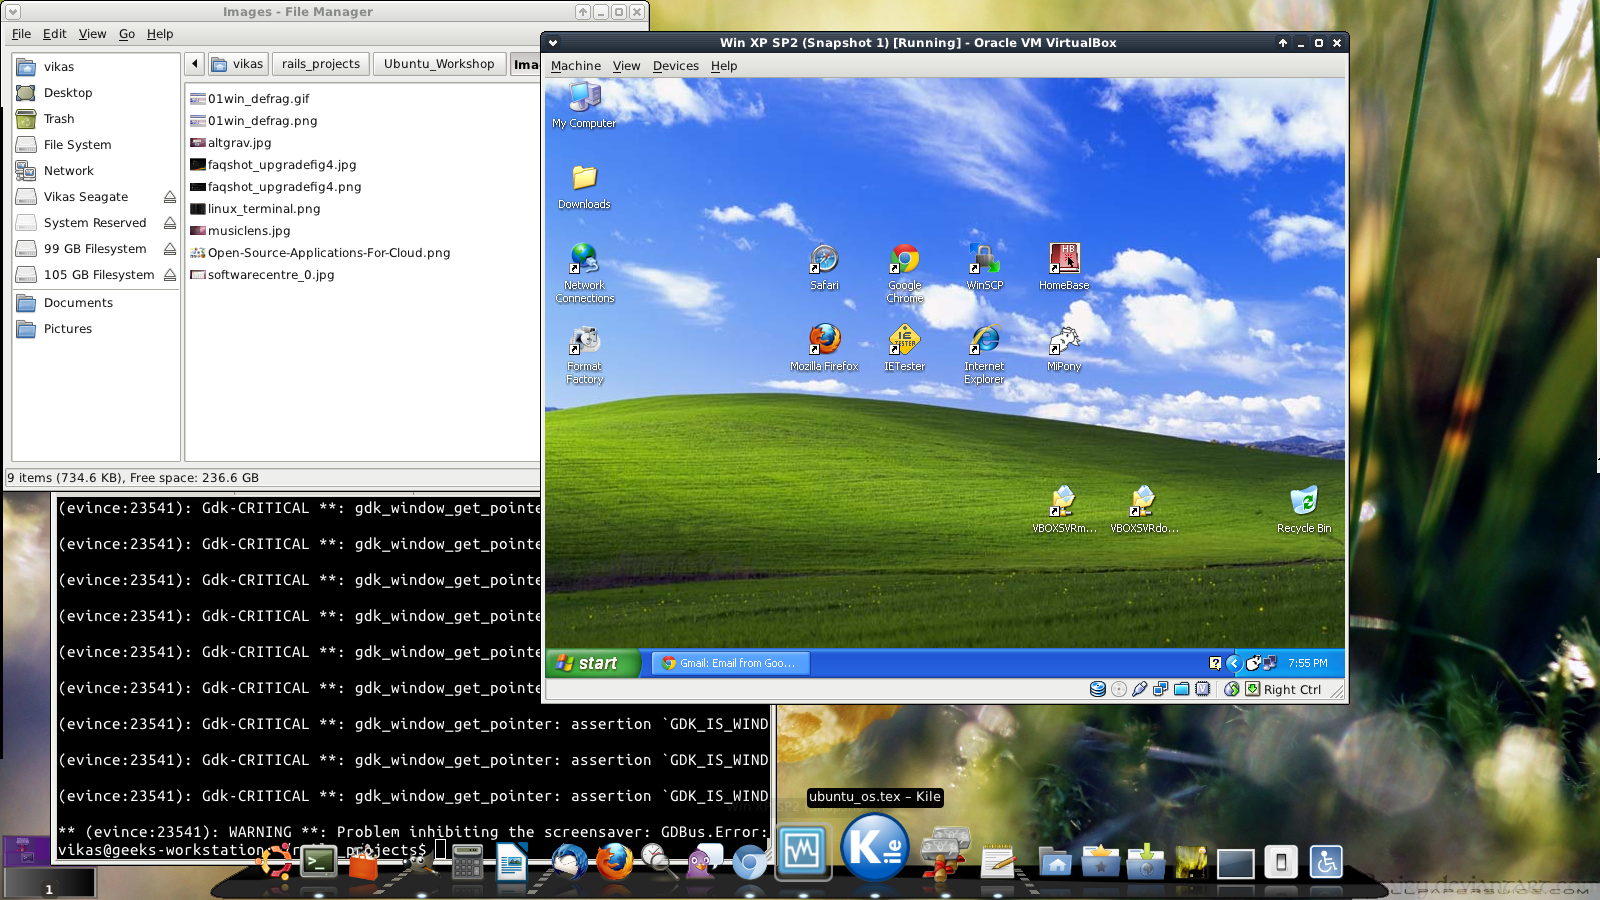 Images - File Manager
File Edit View Go Help
vikas
Desktop
Trash
File System
Network
Vikas Seagate
System Reserved
99 GB Filesystem
105 GB Filesystem
Documents
Pictures
vikas rails_projects Ubuntu_Workshop Ima
01win_defrag.gif
01win_defrag.png
altgrav.jpg
faqshot_upgradefig4.jpg
faqshot_upgradefig4.png
linux_terminal.png
musiclens.jpg
Open-Source-Applications-For-Cloud.png
softwarecentre_0.jpg
9 items (734.6 KB), Free space: 236.6 GB
Win XP SP2 (Snapshot 1) [Running] - Oracle VM VirtualBox
Machine View Devices Help
My Computer
Downloads
Network
Connections
Format
Factory
Safari
Google
Chrome
WinSCP
HB
HomeBase
Mozilla Firefox
IE
TESTER
IETester
Internet
Explorer
MiPony
VBOXSVRm...
VBOXSVRdo...
Recycle Bin
start
Gmail: Email from Goo...
7:55 PM
Right Ctrl
(evince:23541): Gdk-CRITICAL **: gdk_window_get_pointe
(evince:23541): Gdk-CRITICAL **: gdk_window_get_pointe
(evince:23541): Gdk-CRITICAL **: gdk_window_get_pointe
(evince:23541): Gdk-CRITICAL **: gdk_window_get_pointe
(evince:23541): Gdk-CRITICAL **: gdk_window_get_pointe
(evince:23541): Gdk-CRITICAL **: gdk_window_get_pointe
(evince:23541): Gdk-CRITICAL **: gdk_window_get_pointer: assertion `GDK_IS_WIND
(evince:23541): Gdk-CRITICAL **: gdk_window_get_pointer: assertion `GDK_IS_WIND
(evince:23541): Gdk-CRITICAL **: gdk_window_get_pointer: assertion `GDK_IS_WIND
** (evince:23541): WARNING **: Problem inhibiting the screensaver: GDBus.Error:
vikas@geeks-workstation projects$
ubuntu_os.tex – Kile
Kile
1